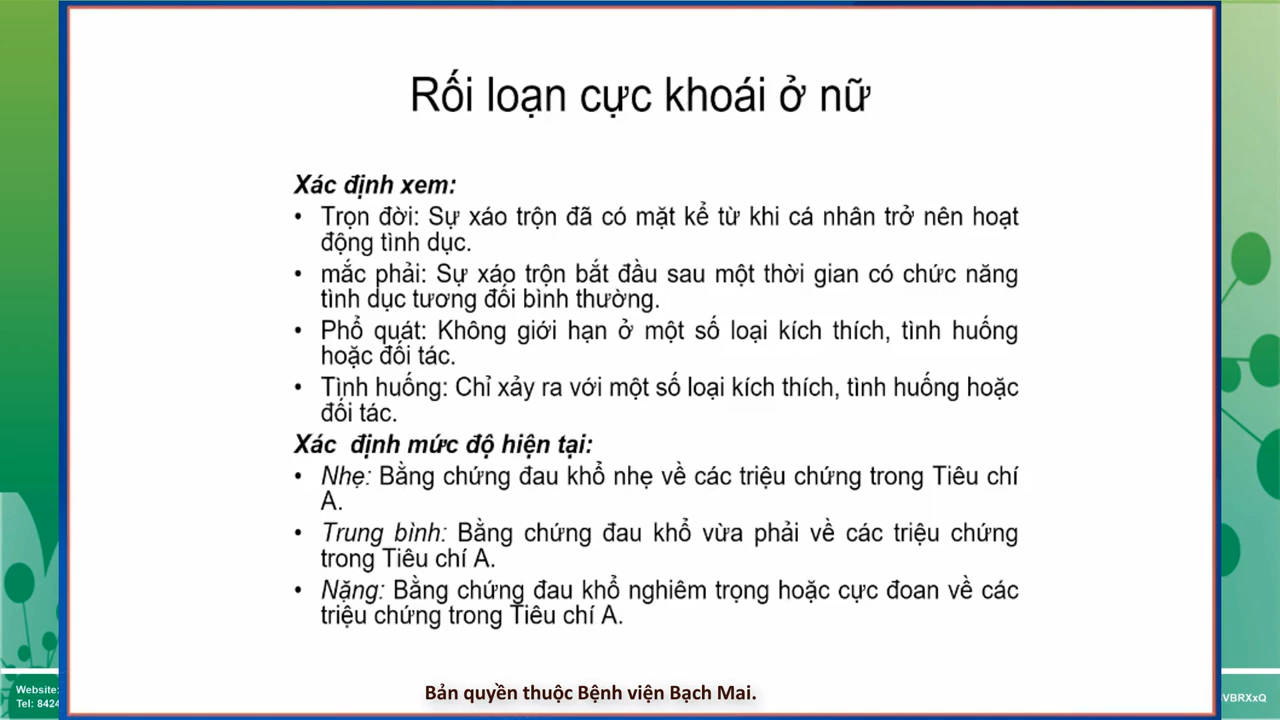 Rối loạn cực khoái ở nữ
Xác định xem:
• Trọn đời: Sự xáo trộn đã có mặt kể từ khi cá nhân trở nên hoạt
động tình dục.
• mắc phải: Sự xáo trộn bắt đầu sau một thời gian có chức năng
tình dục tương đối bình thường.
• Phổ quát: Không giới hạn ở một số loại kích thích, tình huống
hoặc đối tác.
• Tình huống: Chỉ xảy ra với một số loại kích thích, tình huống hoặc
đối tác.
Xác định mức độ hiện tại:
• Nhẹ: Bằng chứng đau khổ nhẹ về các triệu chứng trong Tiêu chí
A.
• Trung bình: Bằng chứng đau khổ vừa phải về các triệu chứng
trong Tiêu chí A.
• Nặng: Bằng chứng đau khổ nghiêm trọng hoặc cực đoan về các
triệu chứng trong Tiêu chí A.
Bản quyền thuộc Bệnh viện Bạch Mai.
Website:
Tel: 8424
VBRXxQ